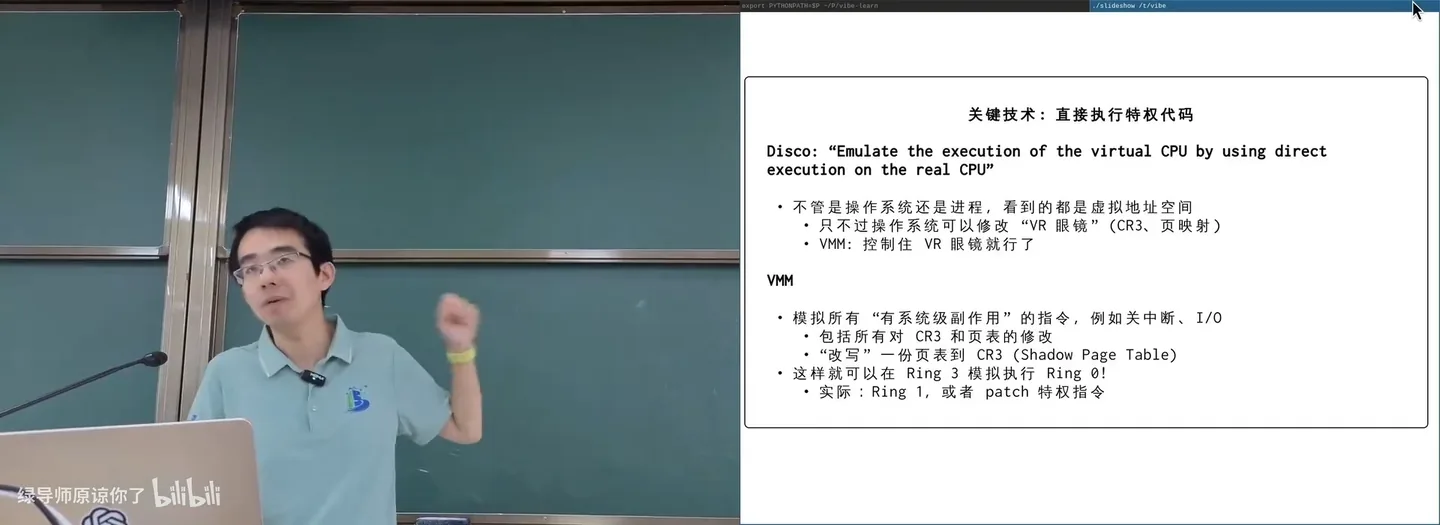 export PYTHONPATH=$P ~/P/vibe-learn
./slideshow /t/vibe
关键技术：直接执行特权代码
Disco: “Emulate the execution of the virtual CPU by using direct
execution on the real CPU”
• 不管是操作系统还是进程，看到的都是虚拟地址空间
• 只不过操作系统可以修改 “VR 眼镜” (CR3、页映射)
• VMM: 控制住 VR 眼镜就行了
VMM
• 模拟所有 “有系统级副作用” 的指令，例如关中断、I/O
• 包括所有对 CR3 和页表的修改
• “改写” 一份页表到 CR3 (Shadow Page Table)
• 这样就可以在 Ring 3 模拟执行 Ring 0!
• 实际：Ring 1, 或者 patch 特权指令
绿导师原谅你了 bilibili